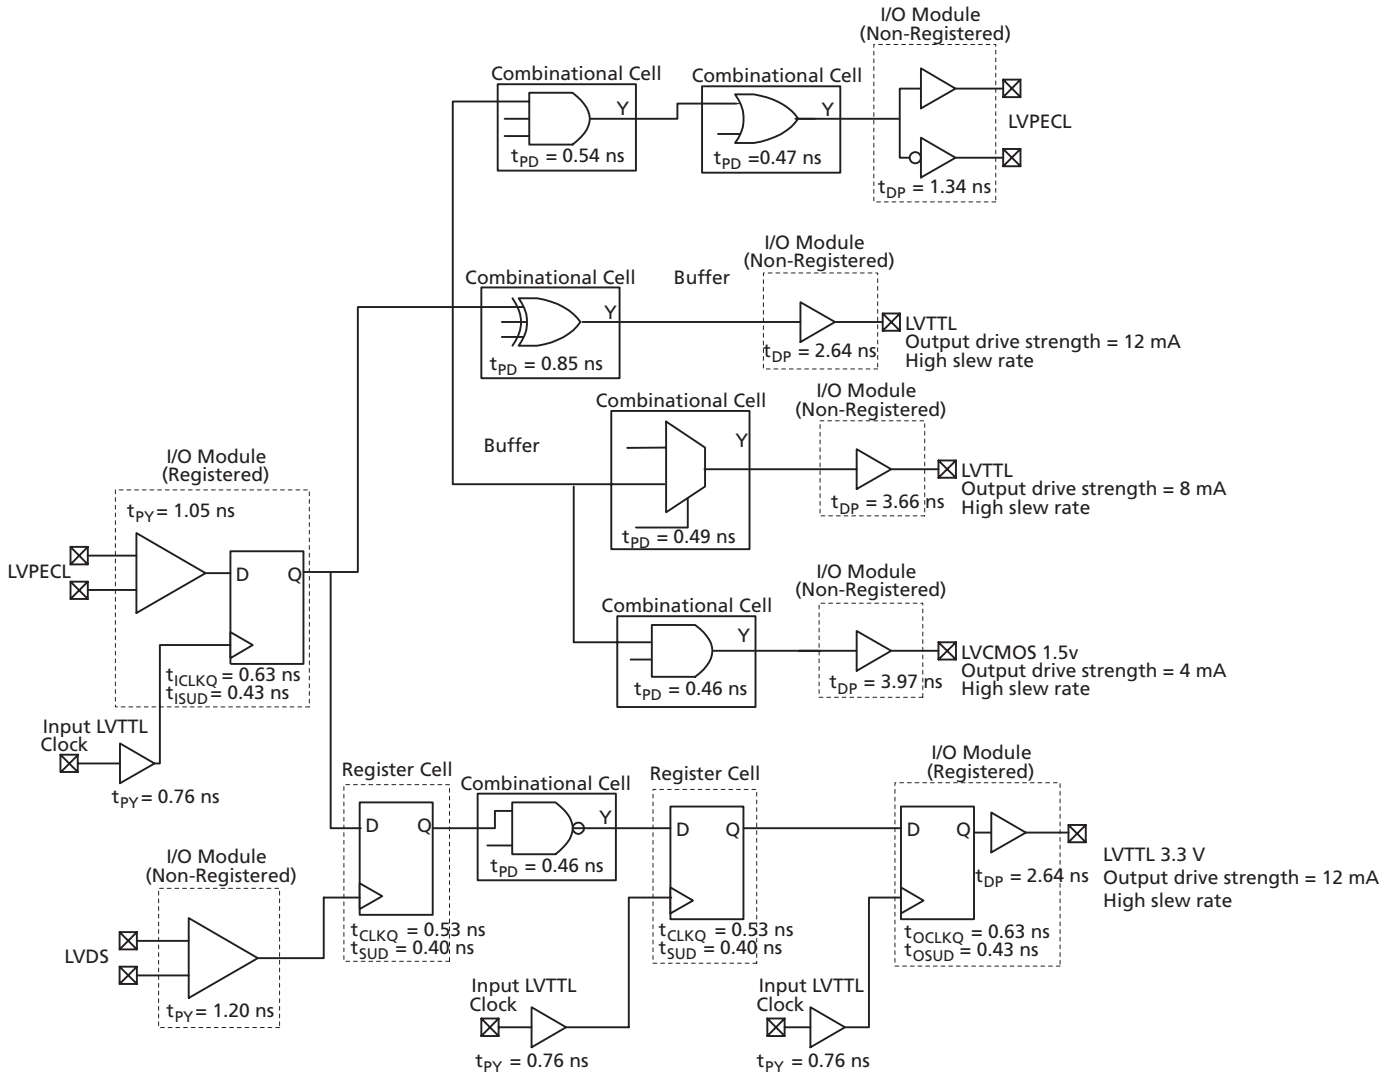 I/O Module
(Non-Registered)
Combinational Cell
Y
tPD = 0.54 ns
Combinational Cell
Y
tPD =0.47 ns
LVPECL
tDP = 1.34 ns
I/O Module
(Non-Registered)
Combinational Cell
Buffer
Y
tPD = 0.85 ns
tDP = 2.64 ns
LVTTL
Output drive strength = 12 mA
High slew rate
I/O Module
(Non-Registered)
Combinational Cell
Buffer
Y
tPD = 0.49 ns
tDP = 3.66 ns
LVTTL
Output drive strength = 8 mA
High slew rate
I/O Module
(Registered)
tPY = 1.05 ns
LVPECL
D
Q
tICLKQ = 0.63 ns
tISUD = 0.43 ns
Input LVTTL
Clock
tPY = 0.76 ns
I/O Module
(Non-Registered)
Combinational Cell
Y
tPD = 0.46 ns
tDP = 3.97 ns
LVCMOS 1.5v
Output drive strength = 4 mA
High slew rate
Register Cell
D
Q
tCLKQ = 0.53 ns
tSUD = 0.40 ns
Combinational Cell
Y
tPD = 0.46 ns
Register Cell
D
Q
tCLKQ = 0.53 ns
tSUD = 0.40 ns
I/O Module
(Registered)
D
Q
tDP = 2.64 ns
tOCLKQ = 0.63 ns
tOSUD = 0.43 ns
LVTTL 3.3 V
Output drive strength = 12 mA
High slew rate
I/O Module
(Non-Registered)
LVDS
tPY = 1.20 ns
Input LVTTL
Clock
tPY = 0.76 ns
Input LVTTL
Clock
tPY = 0.76 ns